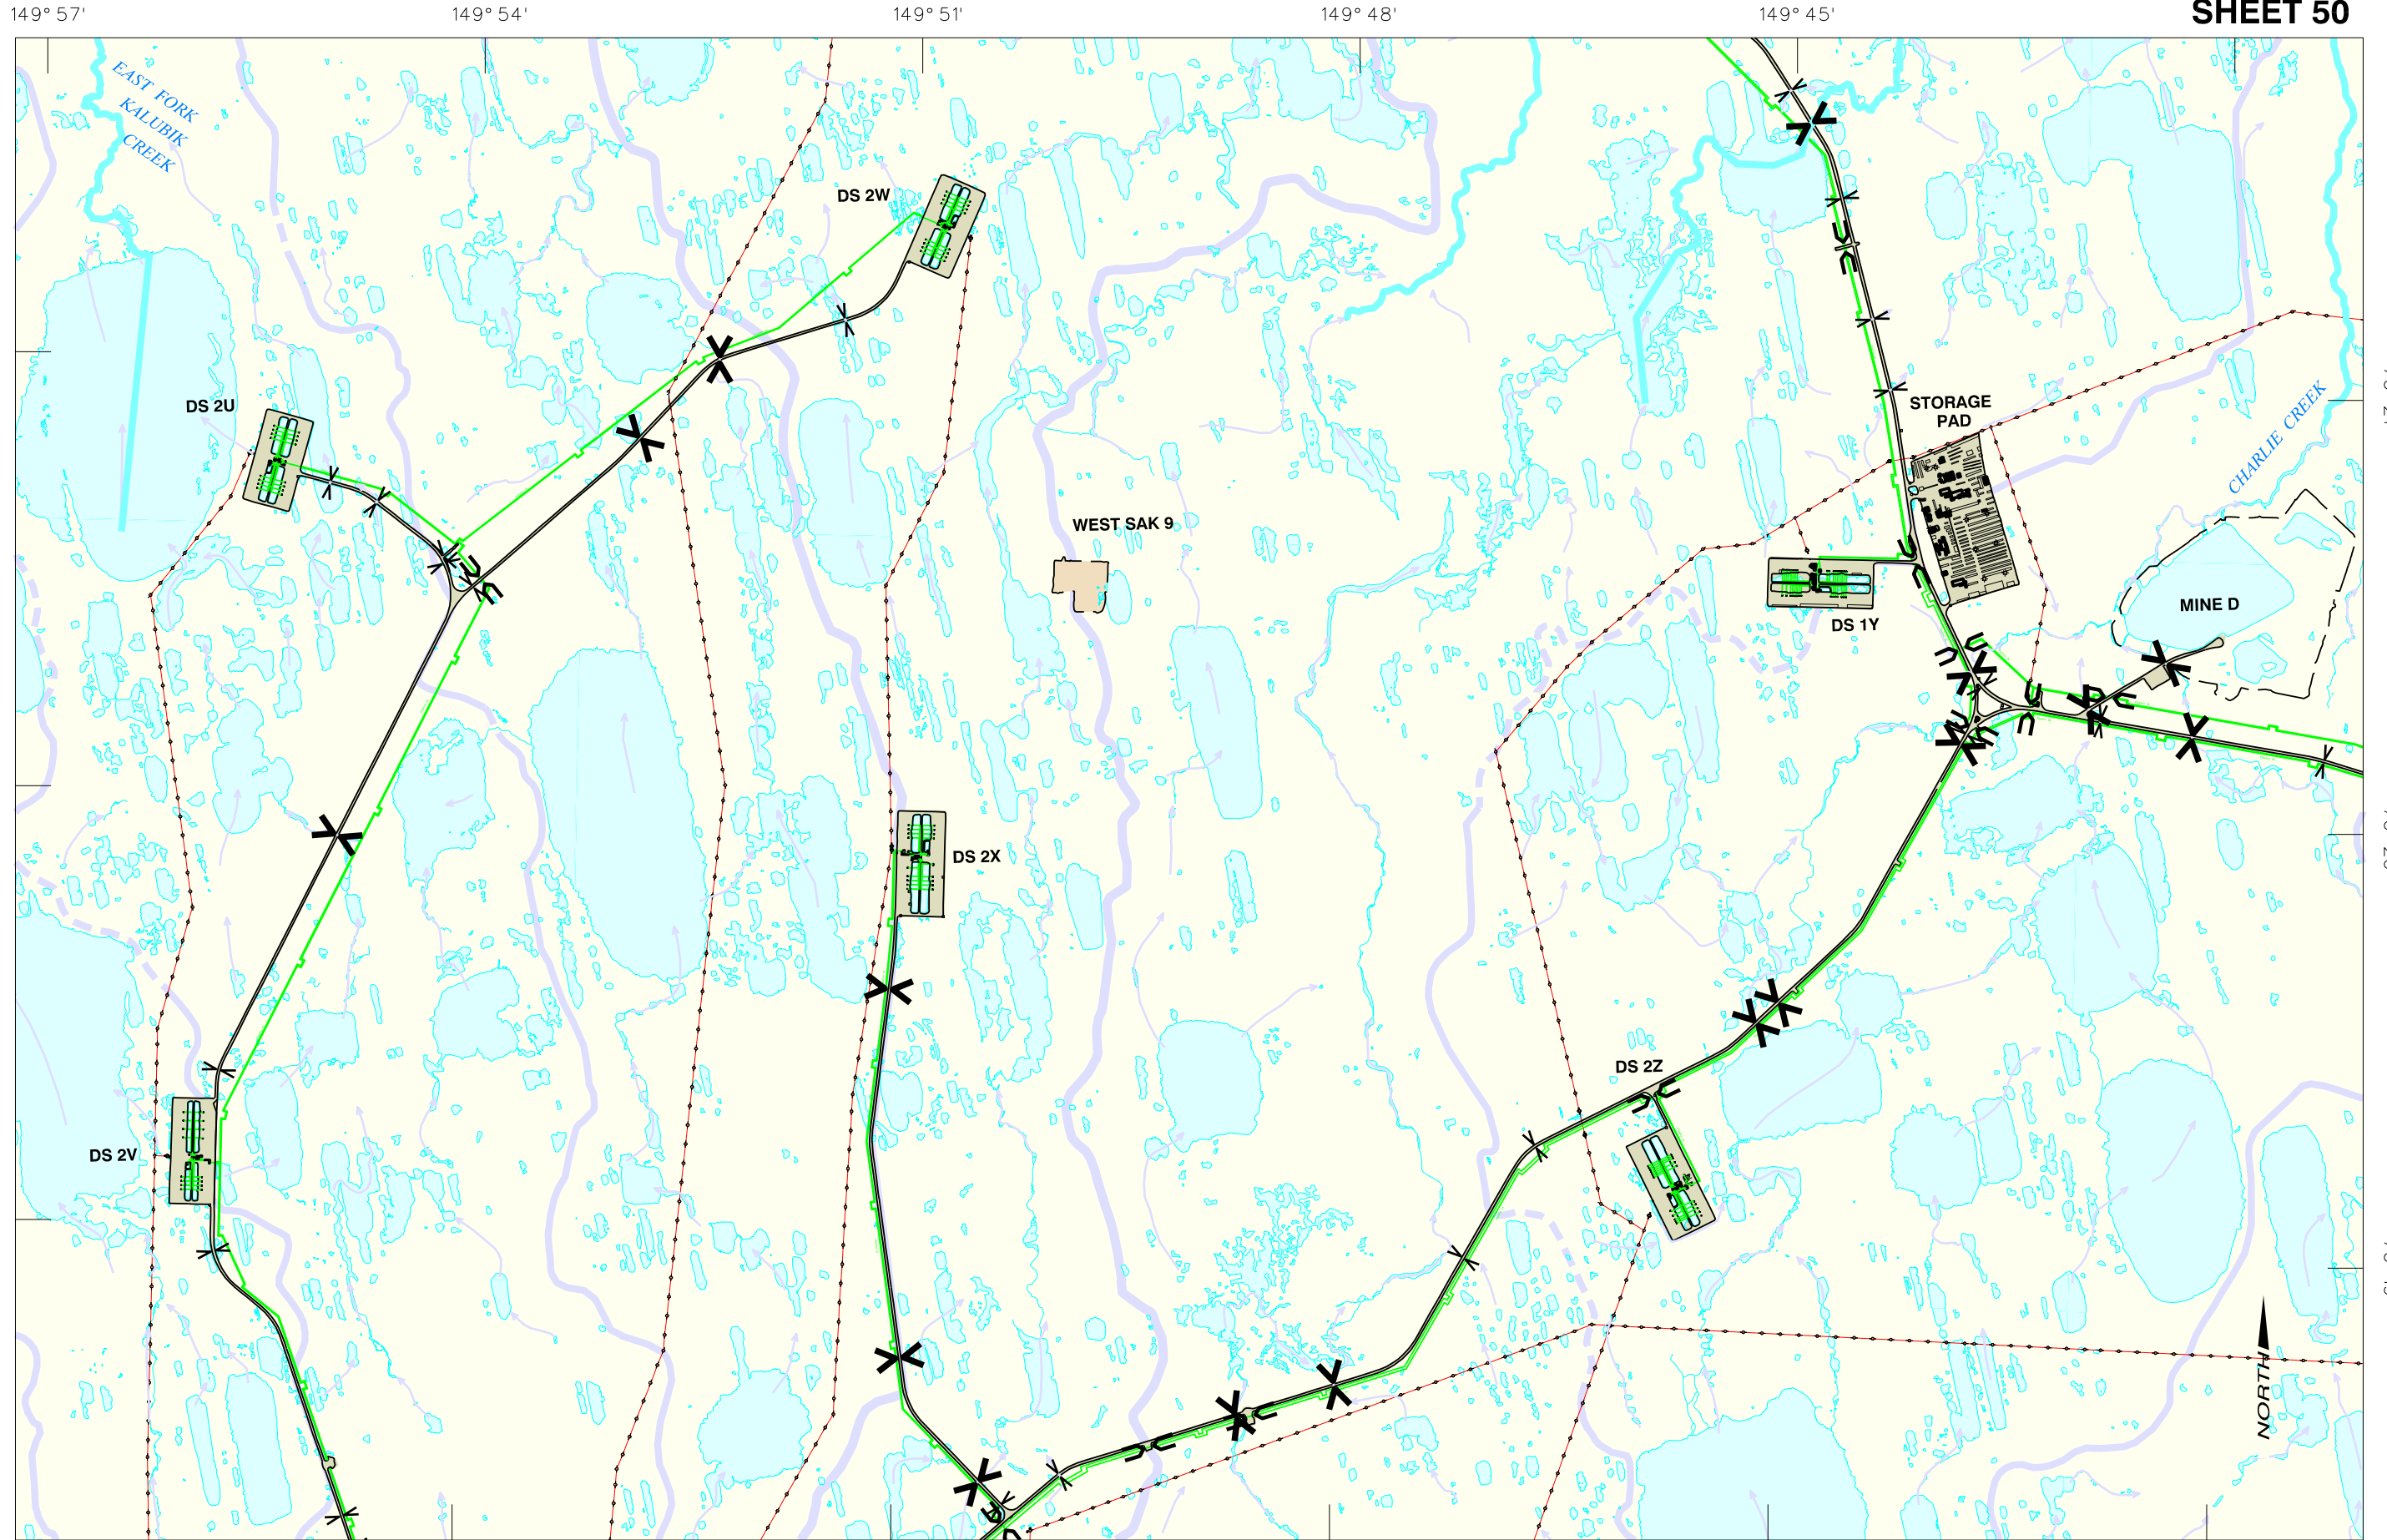 149° 57'
149° 54'
149° 51'
149° 48'
149° 45'
SHEET 50
EAST FORK
KALUBIK
CREEK
DS 2W
DS 2U
STORAGE
PAD
CHARLIE CREEK
WEST SAK 9
MINE D
DS 1Y
DS 2X
DS 2Z
DS 2V
NORTH